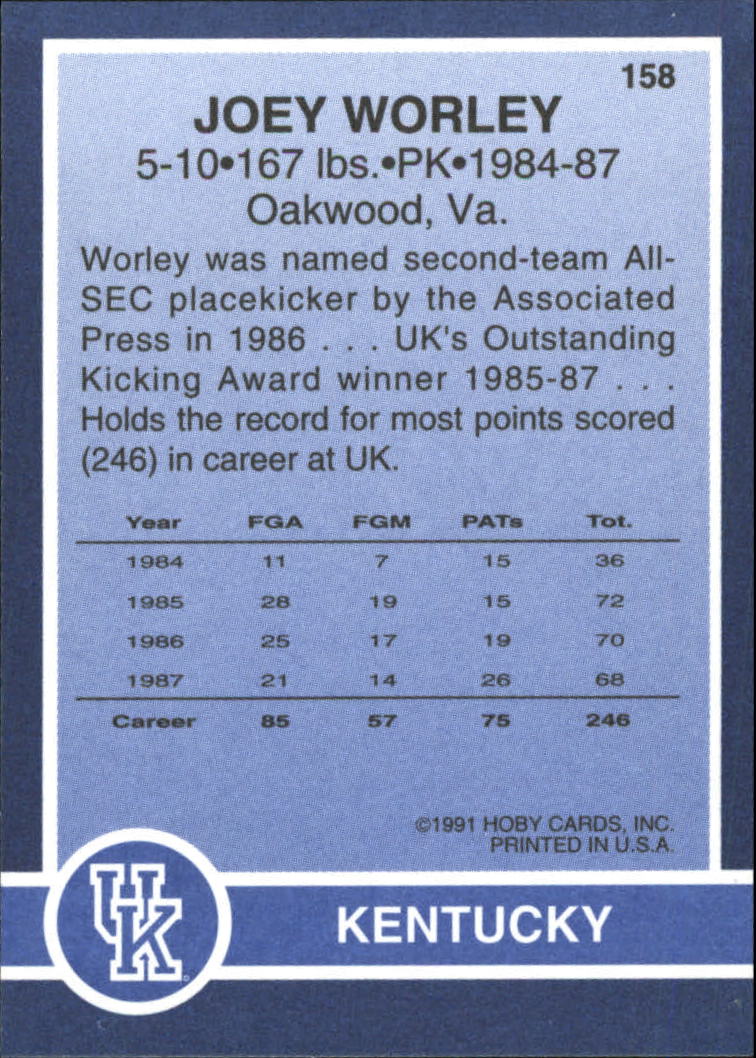 158
JOEY WORLEY
5-10•167 lbs.•PK•1984-87
Oakwood, Va.
Worley was named second-team All-
SEC placekicker by the Associated
Press in 1986 . . . UK's Outstanding
Kicking Award winner 1985-87 . . .
Holds the record for most points scored
(246) in career at UK.
Year FGA FGM PATs Tot.
1984 11 7 15 36
1985 28 19 15 72
1986 25 17 19 70
1987 21 14 26 68
Career 85 57 75 246
©1991 HOBY CARDS, INC.
PRINTED IN U.S.A.
UK
KENTUCKY